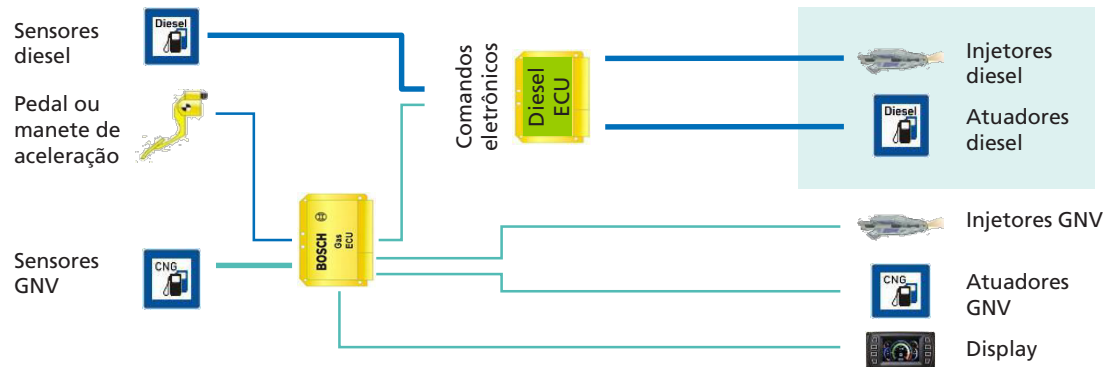 Sensores
diesel
Diesel
Pedal ou
manete de
aceleração
Sensores
GNV
CNG
BOSCH
Gas
ECU
Comandos
eletrônicos
Diesel
ECU
Injetores
diesel
Diesel
Atuadores
diesel
Injetores GNV
CNG
Atuadores
GNV
Display